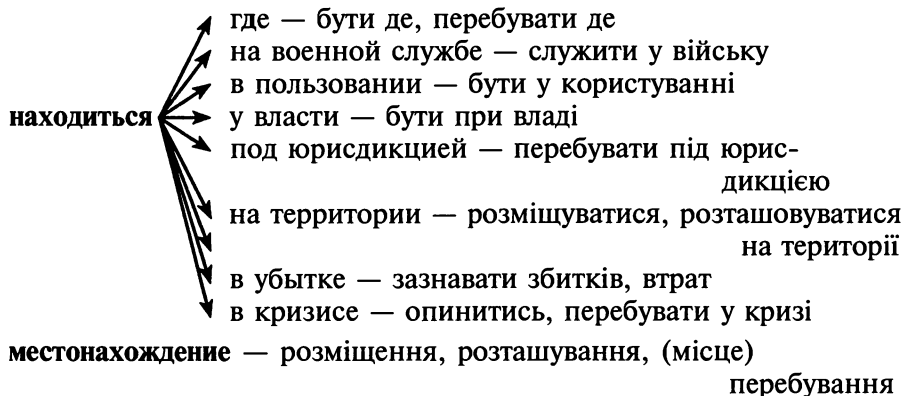 где — бути де, перебувати де
на военной службе — служити у війську
в пользовании — бути у користуванні
находиться у власти — бути при владі
под юрисдикцией — перебувати під юрис-
дикцією
на территории — розміщуватися, розташовуватися
на території
в убытке — зазнавати збитків, втрат
в кризисе — опинитись, перебувати у кризі
местонахождение — розміщення, розташування, (місце)
перебування